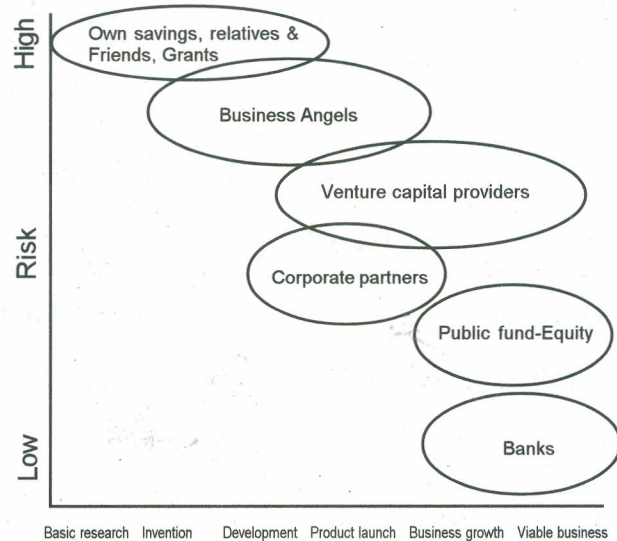 High
Own savings, relatives &
Friends, Grants
Business Angels
Venture capital providers
Risk
Corporate partners
Public fund-Equity
Low
Banks
Basic research Invention Development Product launch Business growth Viable business